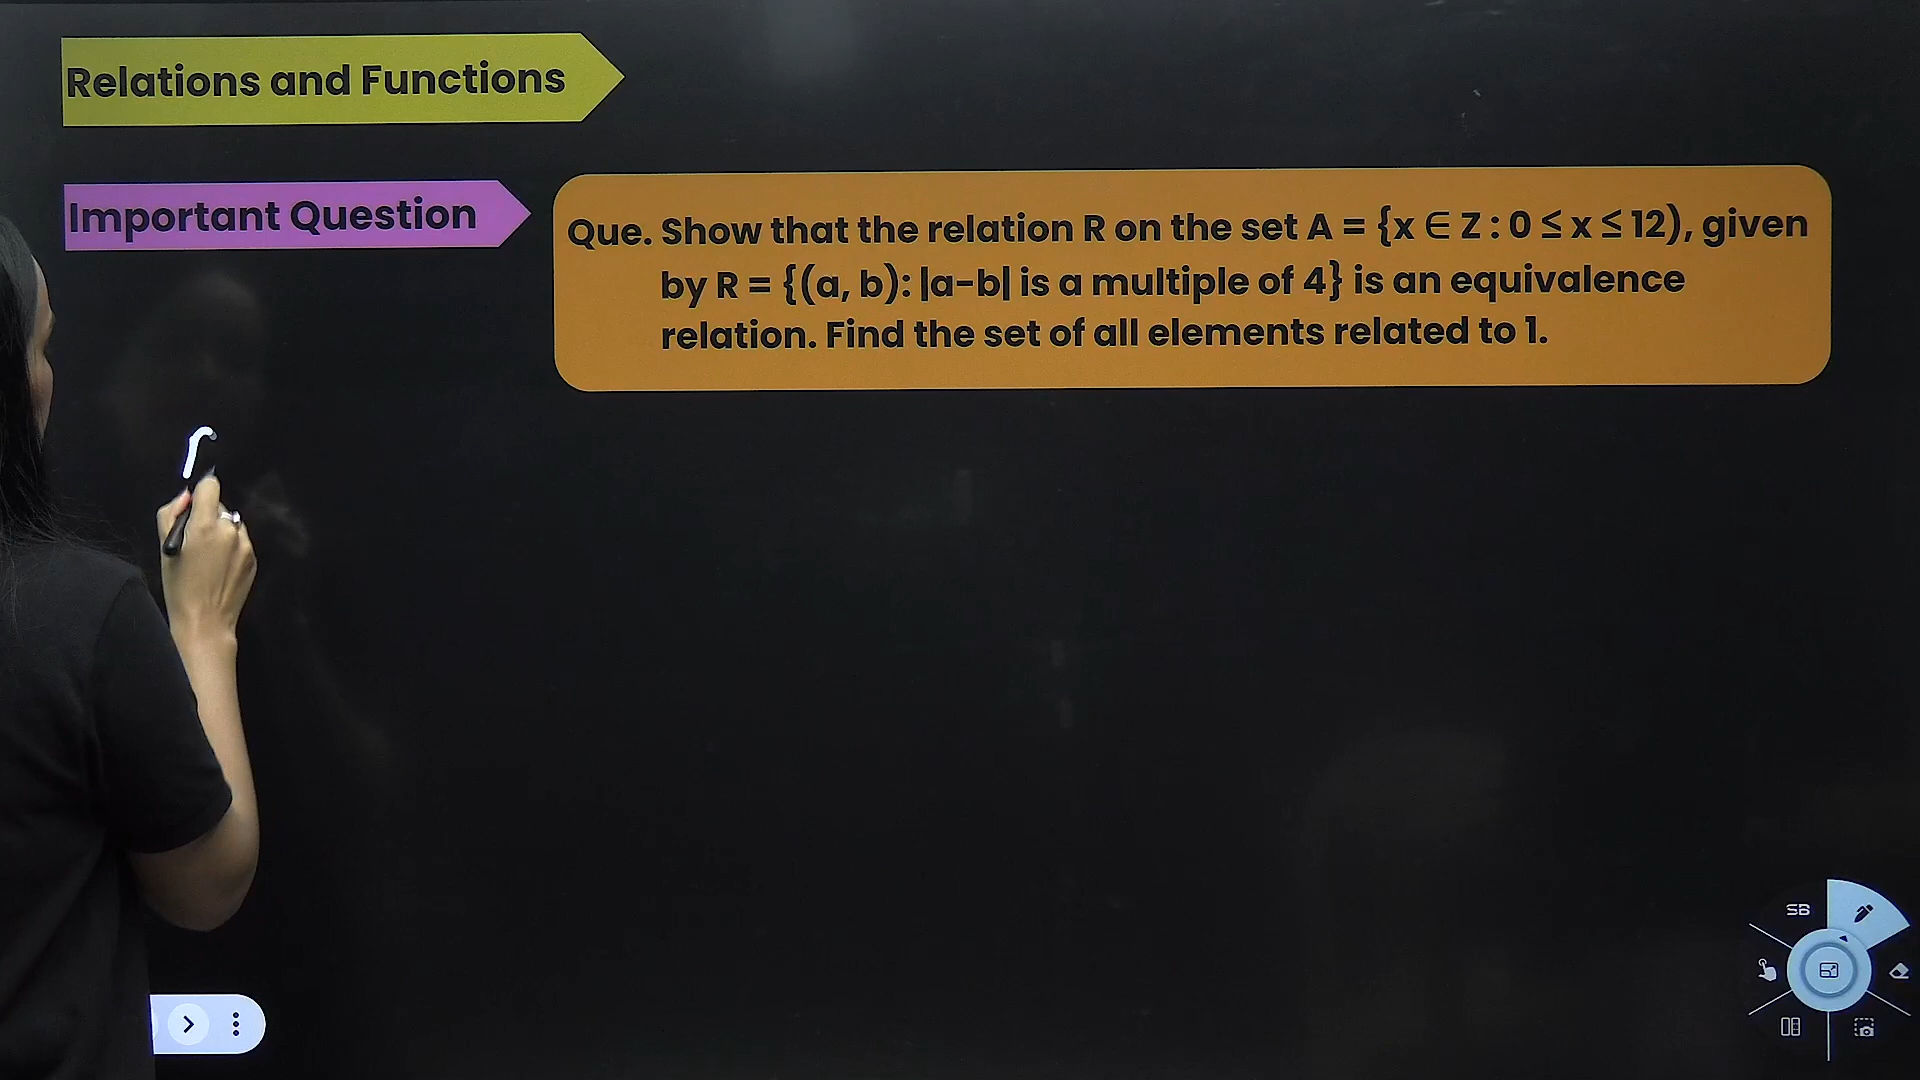 Relations and Functions
Important Question
Que. Show that the relation R on the set A = {x ∈ Z : 0 ≤ x ≤ 12), given
by R = {(a, b): |a-b| is a multiple of 4} is an equivalence
relation. Find the set of all elements related to 1.
SB